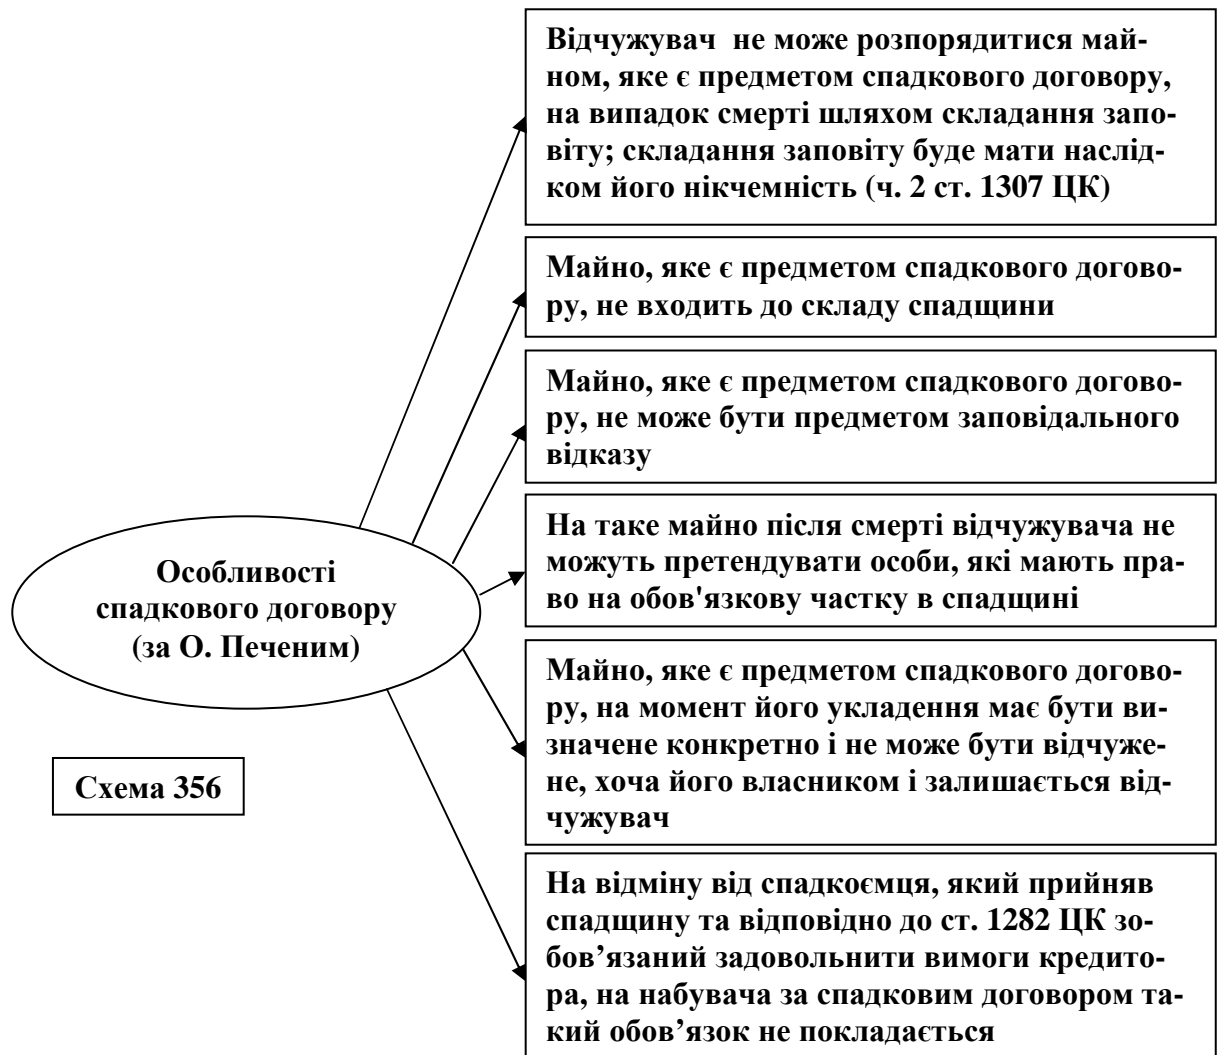 Відчужувач не може розпорядитися май-
ном, яке є предметом спадкового договору,
на випадок смерті шляхом складання запо-
віту; складання заповіту буде мати наслід-
ком його нікчемність (ч. 2 ст. 1307 ЦК)
Майно, яке є предметом спадкового догово-
ру, не входить до складу спадщини
Майно, яке є предметом спадкового догово-
ру, не може бути предметом заповідального
відказу
На таке майно після смерті відчужувача не
можуть претендувати особи, які мають пра-
во на обов'язкову частку в спадщині
Особливості
спадкового договору
(за О. Печеним)
Майно, яке є предметом спадкового догово-
ру, на момент його укладення має бути ви-
значене конкретно і не може бути відчуже-
не, хоча його власником і залишається від-
чужувач
Схема 356
На відміну від спадкоємця, який прийняв
спадщину та відповідно до ст. 1282 ЦК зо-
бов’язаний задовольнити вимоги кредито-
ра, на набувача за спадковим договором та-
кий обов’язок не покладається